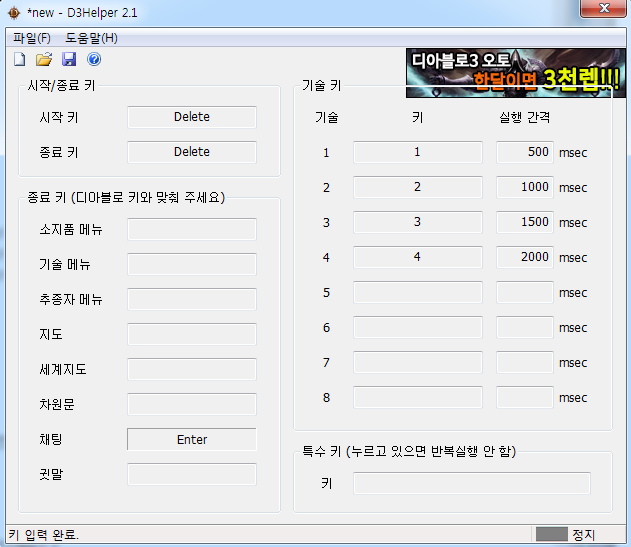 *new - D3Helper 2.1
파일(F) 도움말(H)
디아블로3 오토
한달이면 3천렙!!!
시작/종료 키
시작 키 Delete
종료 키 Delete
종료 키 (디아블로 키와 맞춰 주세요)
소지품 메뉴
기술 메뉴
추종자 메뉴
지도
세계지도
차원문
채팅 Enter
귓말
기술 키
기술 키 실행 간격
1 1 500 msec
2 2 1000 msec
3 3 1500 msec
4 4 2000 msec
5 msec
6 msec
7 msec
8 msec
특수 키 (누르고 있으면 반복실행 안 함)
키
키 입력 완료. 정지